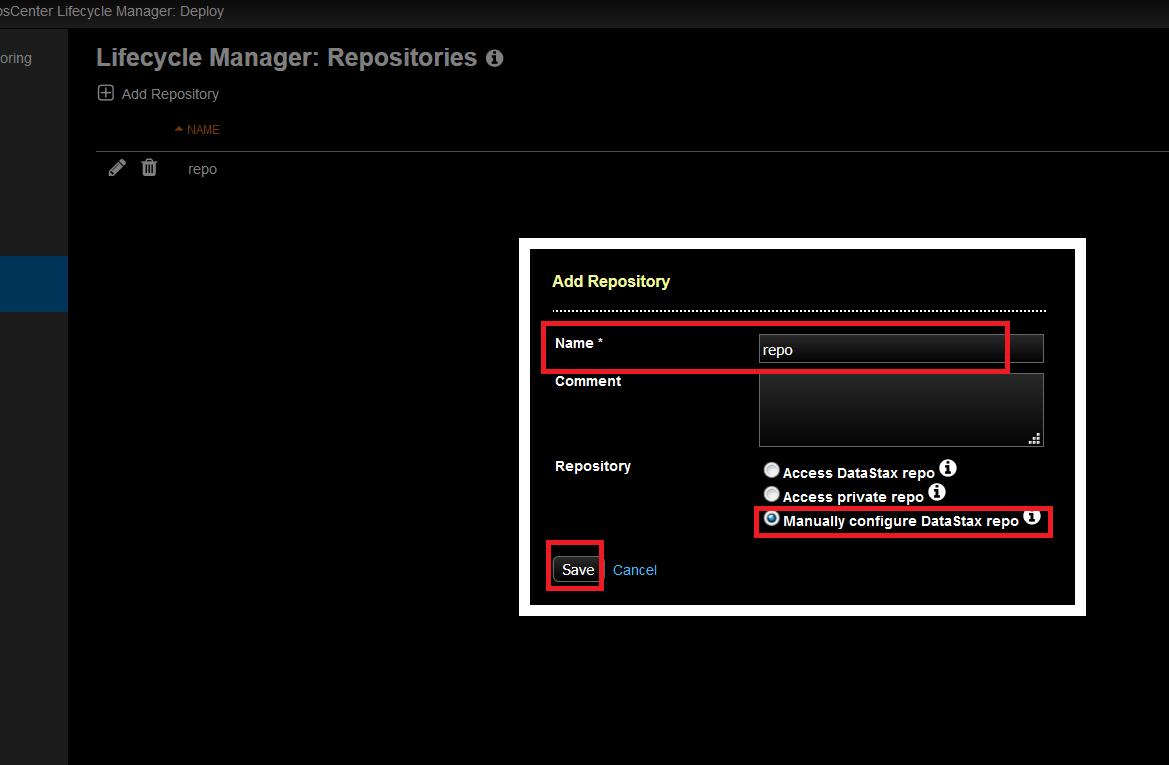 osCenter Lifecycle Manager: Deploy
oring
Lifecycle Manager: Repositories
Add Repository
NAME
repo
Add Repository
Name *
repo
Comment
Repository
Access DataStax repo
Access private repo
Manually configure DataStax repo
Save Cancel